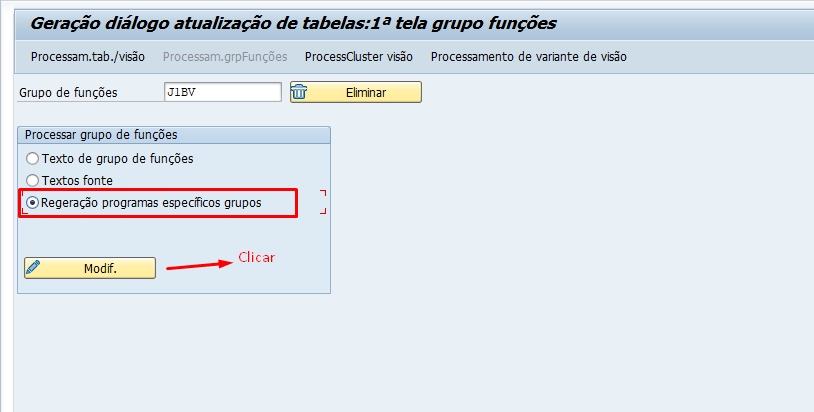 Geração diálogo atualização de tabelas:1ª tela grupo funções
Processam.tab./visão Processam.grpFunções ProcessCluster visão Processamento de variante de visão
Grupo de funções J1BV Eliminar
Processar grupo de funções
Texto de grupo de funções
Textos fonte
Regeração programas específicos grupos
Modif. Clicar